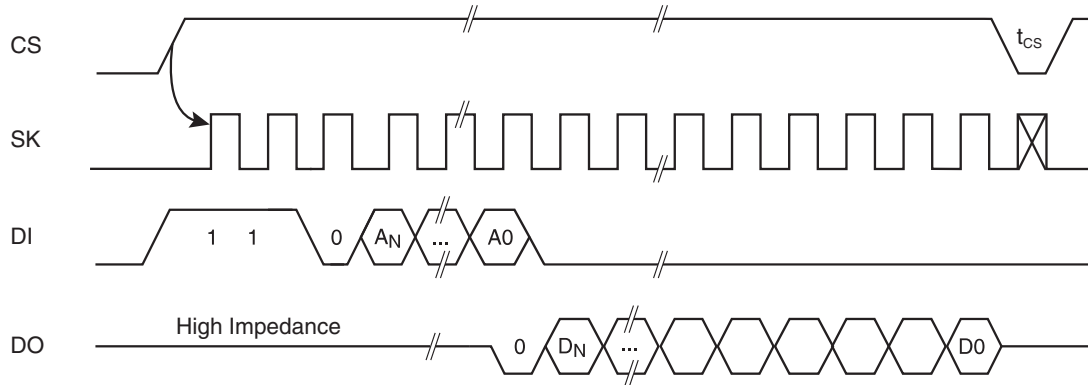 CS
tCS
SK
DI
1 1 0 AN ... A0
High Impedance
DO
0 DN ... D0